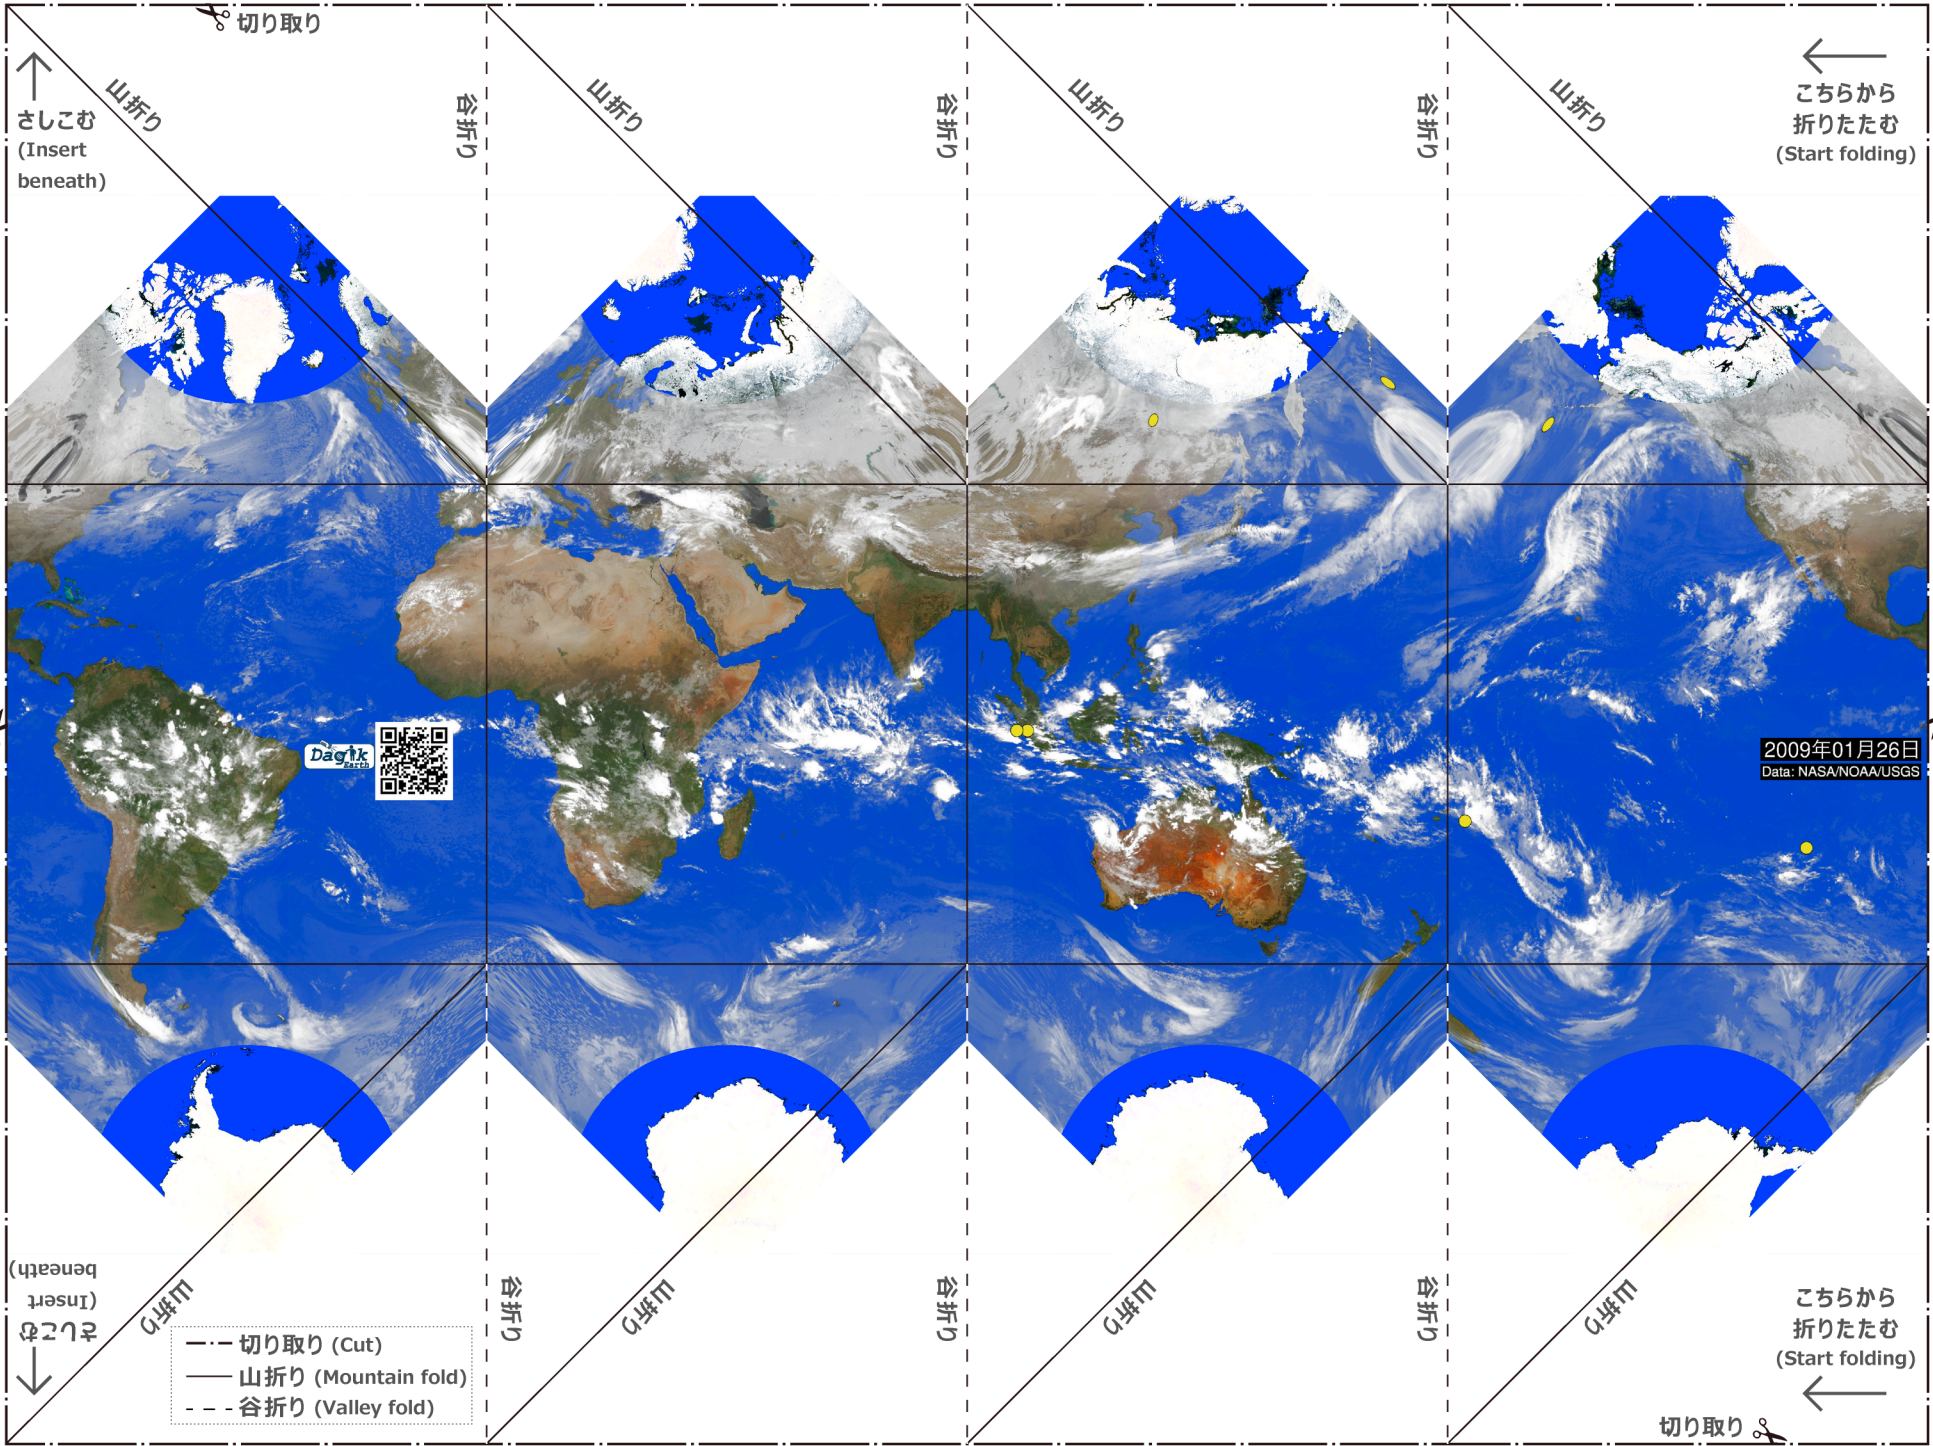 切り取り
さしこむ
(Insert
beneath)
山折り
谷折り
山折り
谷折り
山折り
谷折り
山折り
こちらから
折りたたむ
(Start folding)
Dagik
Earth
2009年01月26日
Data: NASA/NOAA/USGS
さしこむ
(Insert
beneath)
山折り
谷折り
山折り
谷折り
山折り
谷折り
山折り
こちらから
折りたたむ
(Start folding)
切り取り (Cut)
山折り (Mountain fold)
谷折り (Valley fold)
切り取り